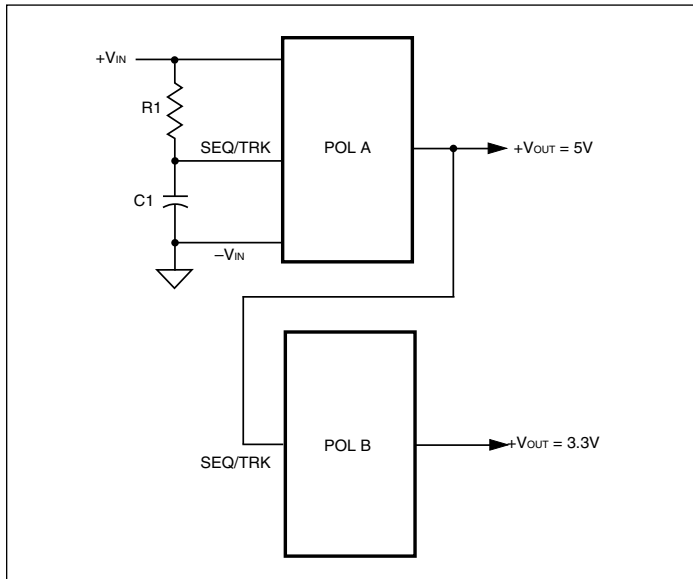 +VIN
R1
SEQ/TRK
POL A
+VOUT = 5V
C1
–VIN
POL B
+VOUT = 3.3V
SEQ/TRK